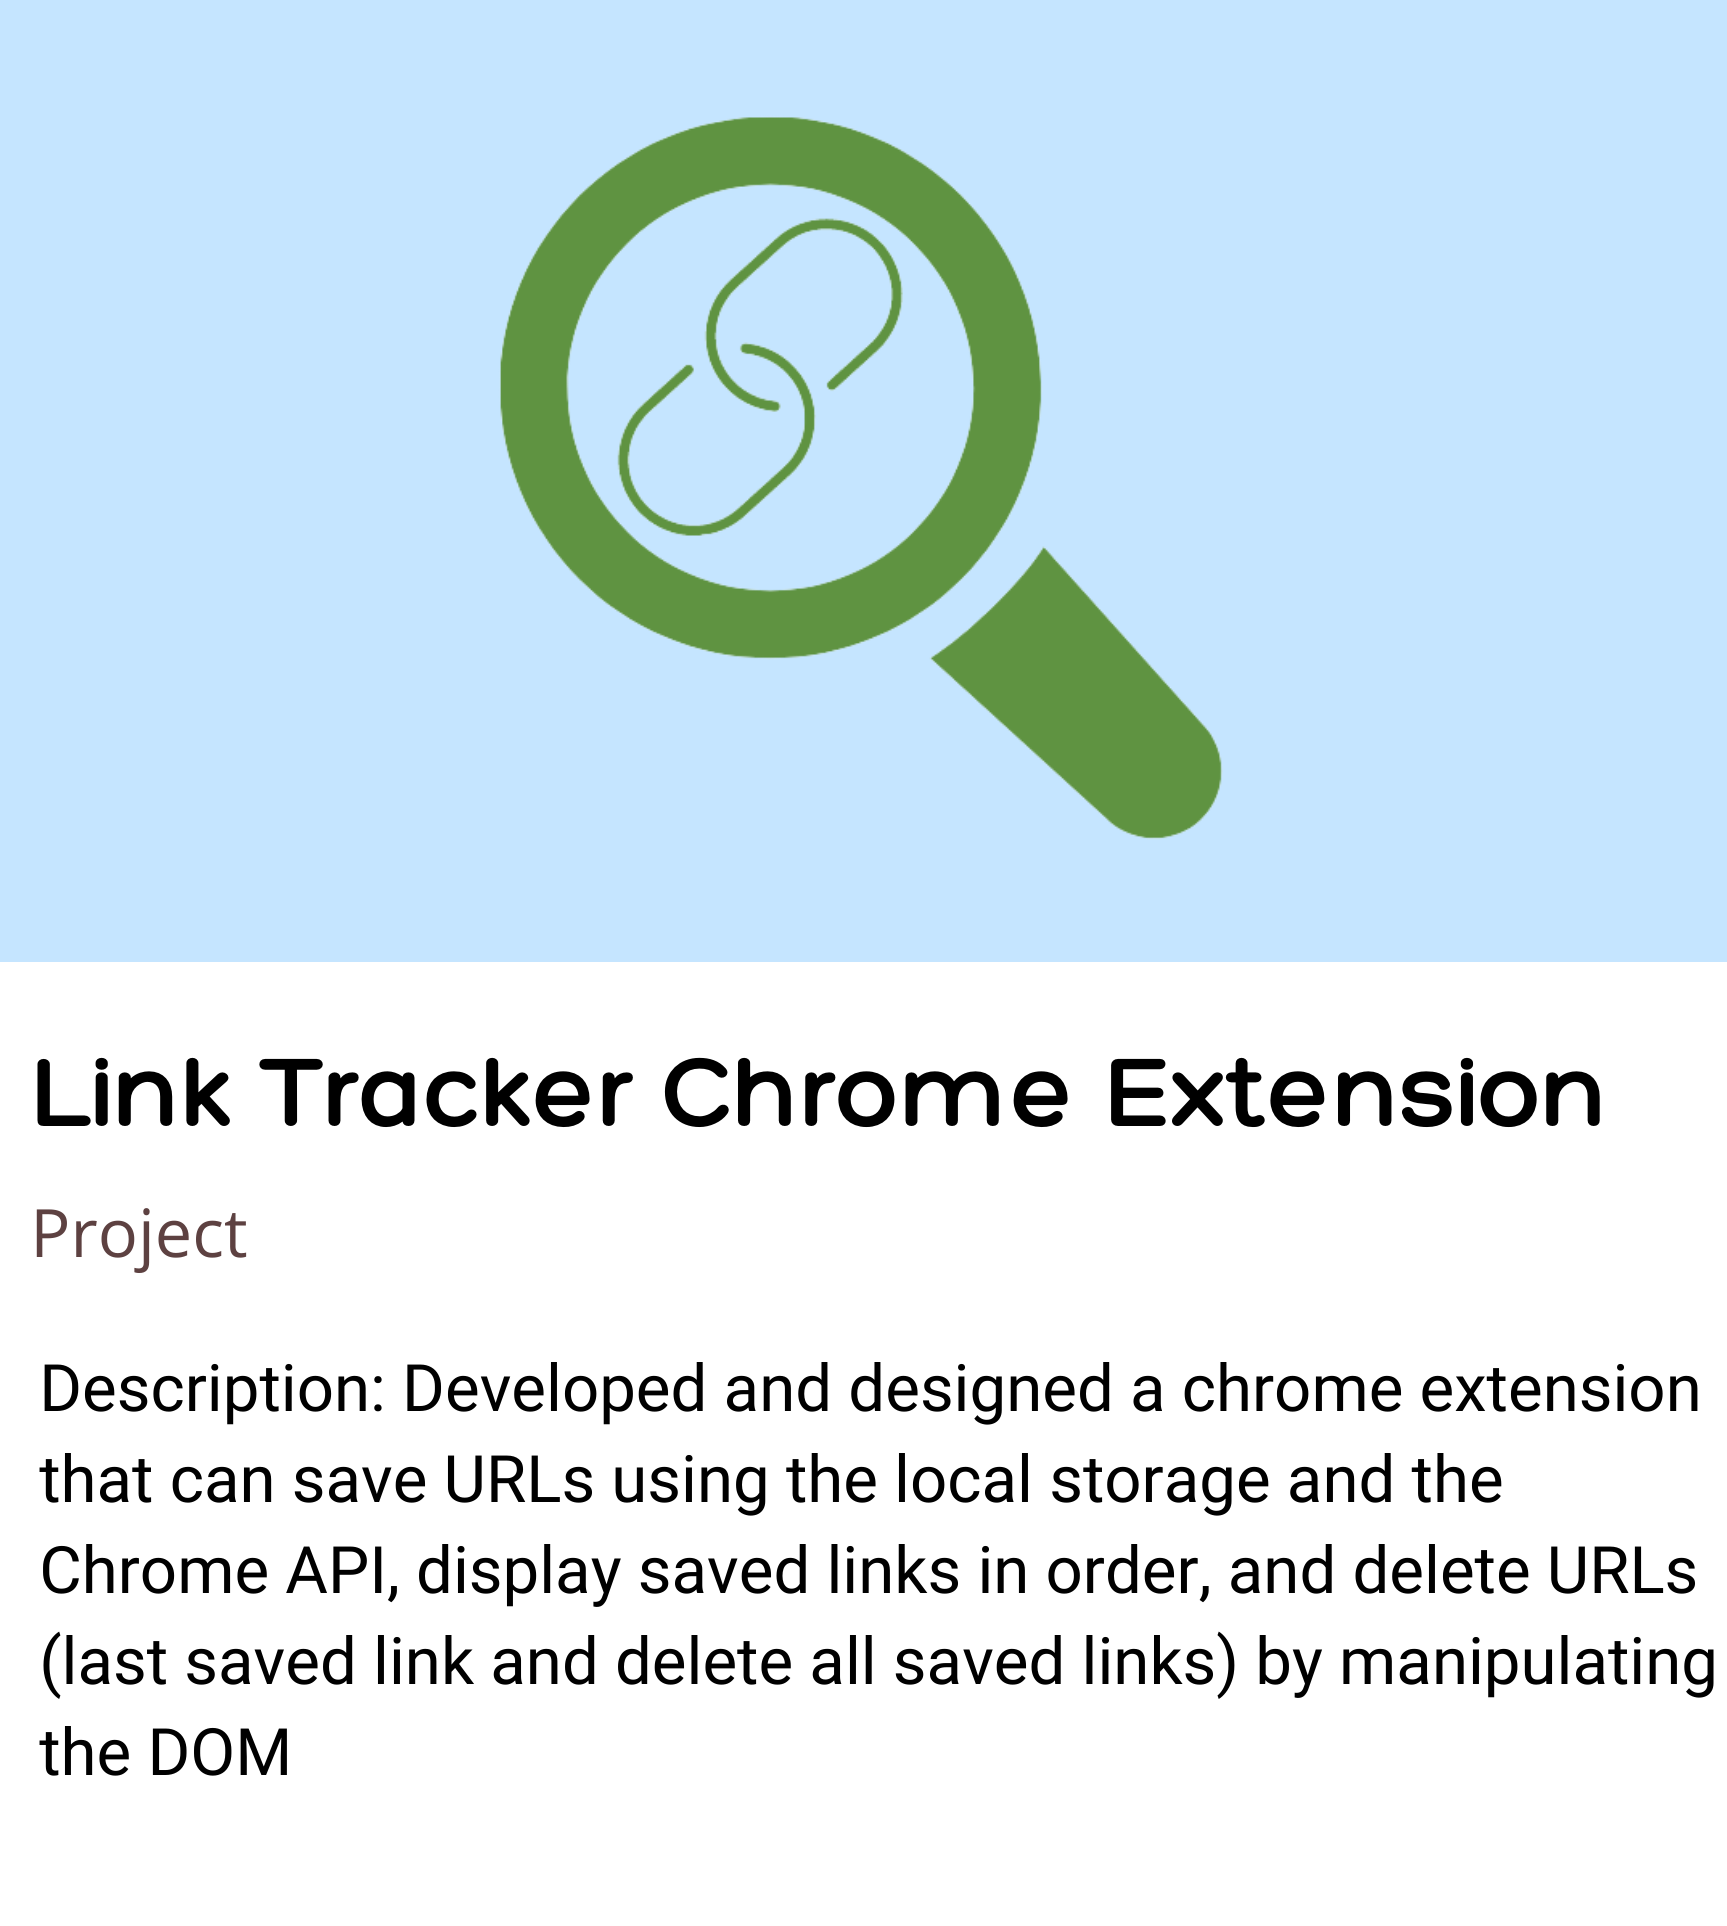 Link Tracker Chrome Extension
Project
Description: Developed and designed a chrome extension
that can save URLs using the local storage and the
Chrome API, display saved links in order, and delete URLs
(last saved link and delete all saved links) by manipulating
the DOM